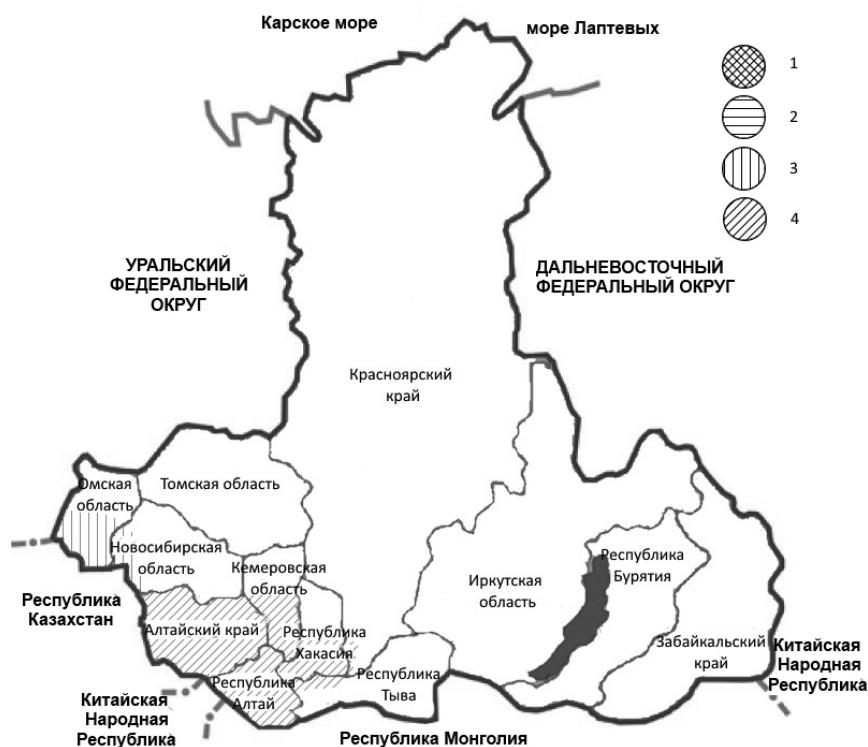 Карское море
море Лаптевых
1
2
3
4
УРАЛЬСКИЙ
ФЕДЕРАЛЬНЫЙ
ОКРУГ
ДАЛЬНЕВОСТОЧНЫЙ
ФЕДЕРАЛЬНЫЙ ОКРУГ
Красноярский
край
Омская
область
Томская область
Новосибирская
область
Кемеровская
область
Иркутская
область
Республика
Бурятия
Республика
Казахстан
Алтайский край
Республика
Хакасия
Забайкальский
край
Китайская
Народная
Республика
Республика
Алтай
Республика
Тыва
Китайская
Народная
Республика
Республика Монголия